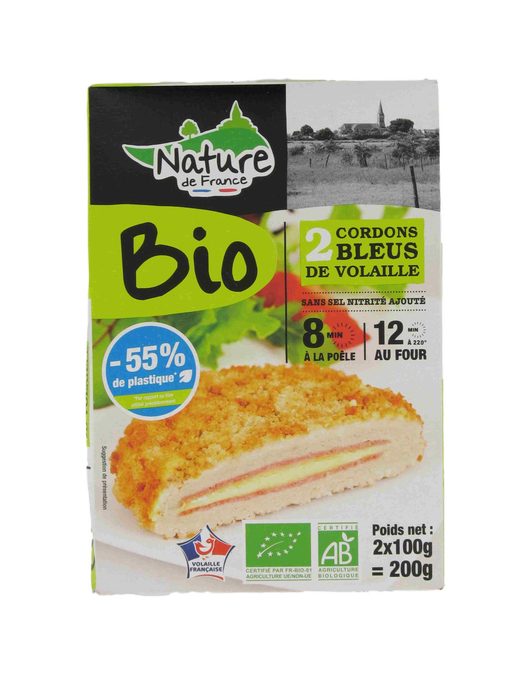 Nature
de France
Bio
2 CORDONS
BLEUS
DE VOLAILLE
SANS SEL NITRITÉ AJOUTÉ
8 MIN
À LA POÊLE
12 MIN
À 220°
AU FOUR
-55%
de plastique*
Suggestion de présentation
VOLAILLE
FRANÇAISE
CERTIFIÉ PAR FR-BIO-01
AGRICULTURE UE/NON-UE
CERTIFIÉ
AB
AGRICULTURE
BIOLOGIQUE
Poids net :
2x100g
= 200g